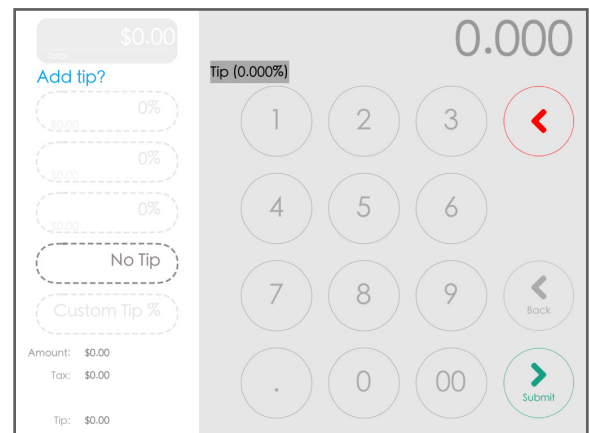 $0.00
Total
Add tip?
0%
$0.00
0%
$0.00
0%
$0.00
No Tip
Custom Tip %
Amount: $0.00
Tax: $0.00
Tip: $0.00
0.000
Tip (0.000%)
1 2 3
4 5 6
7 8 9
Back
. 0 00
Submit